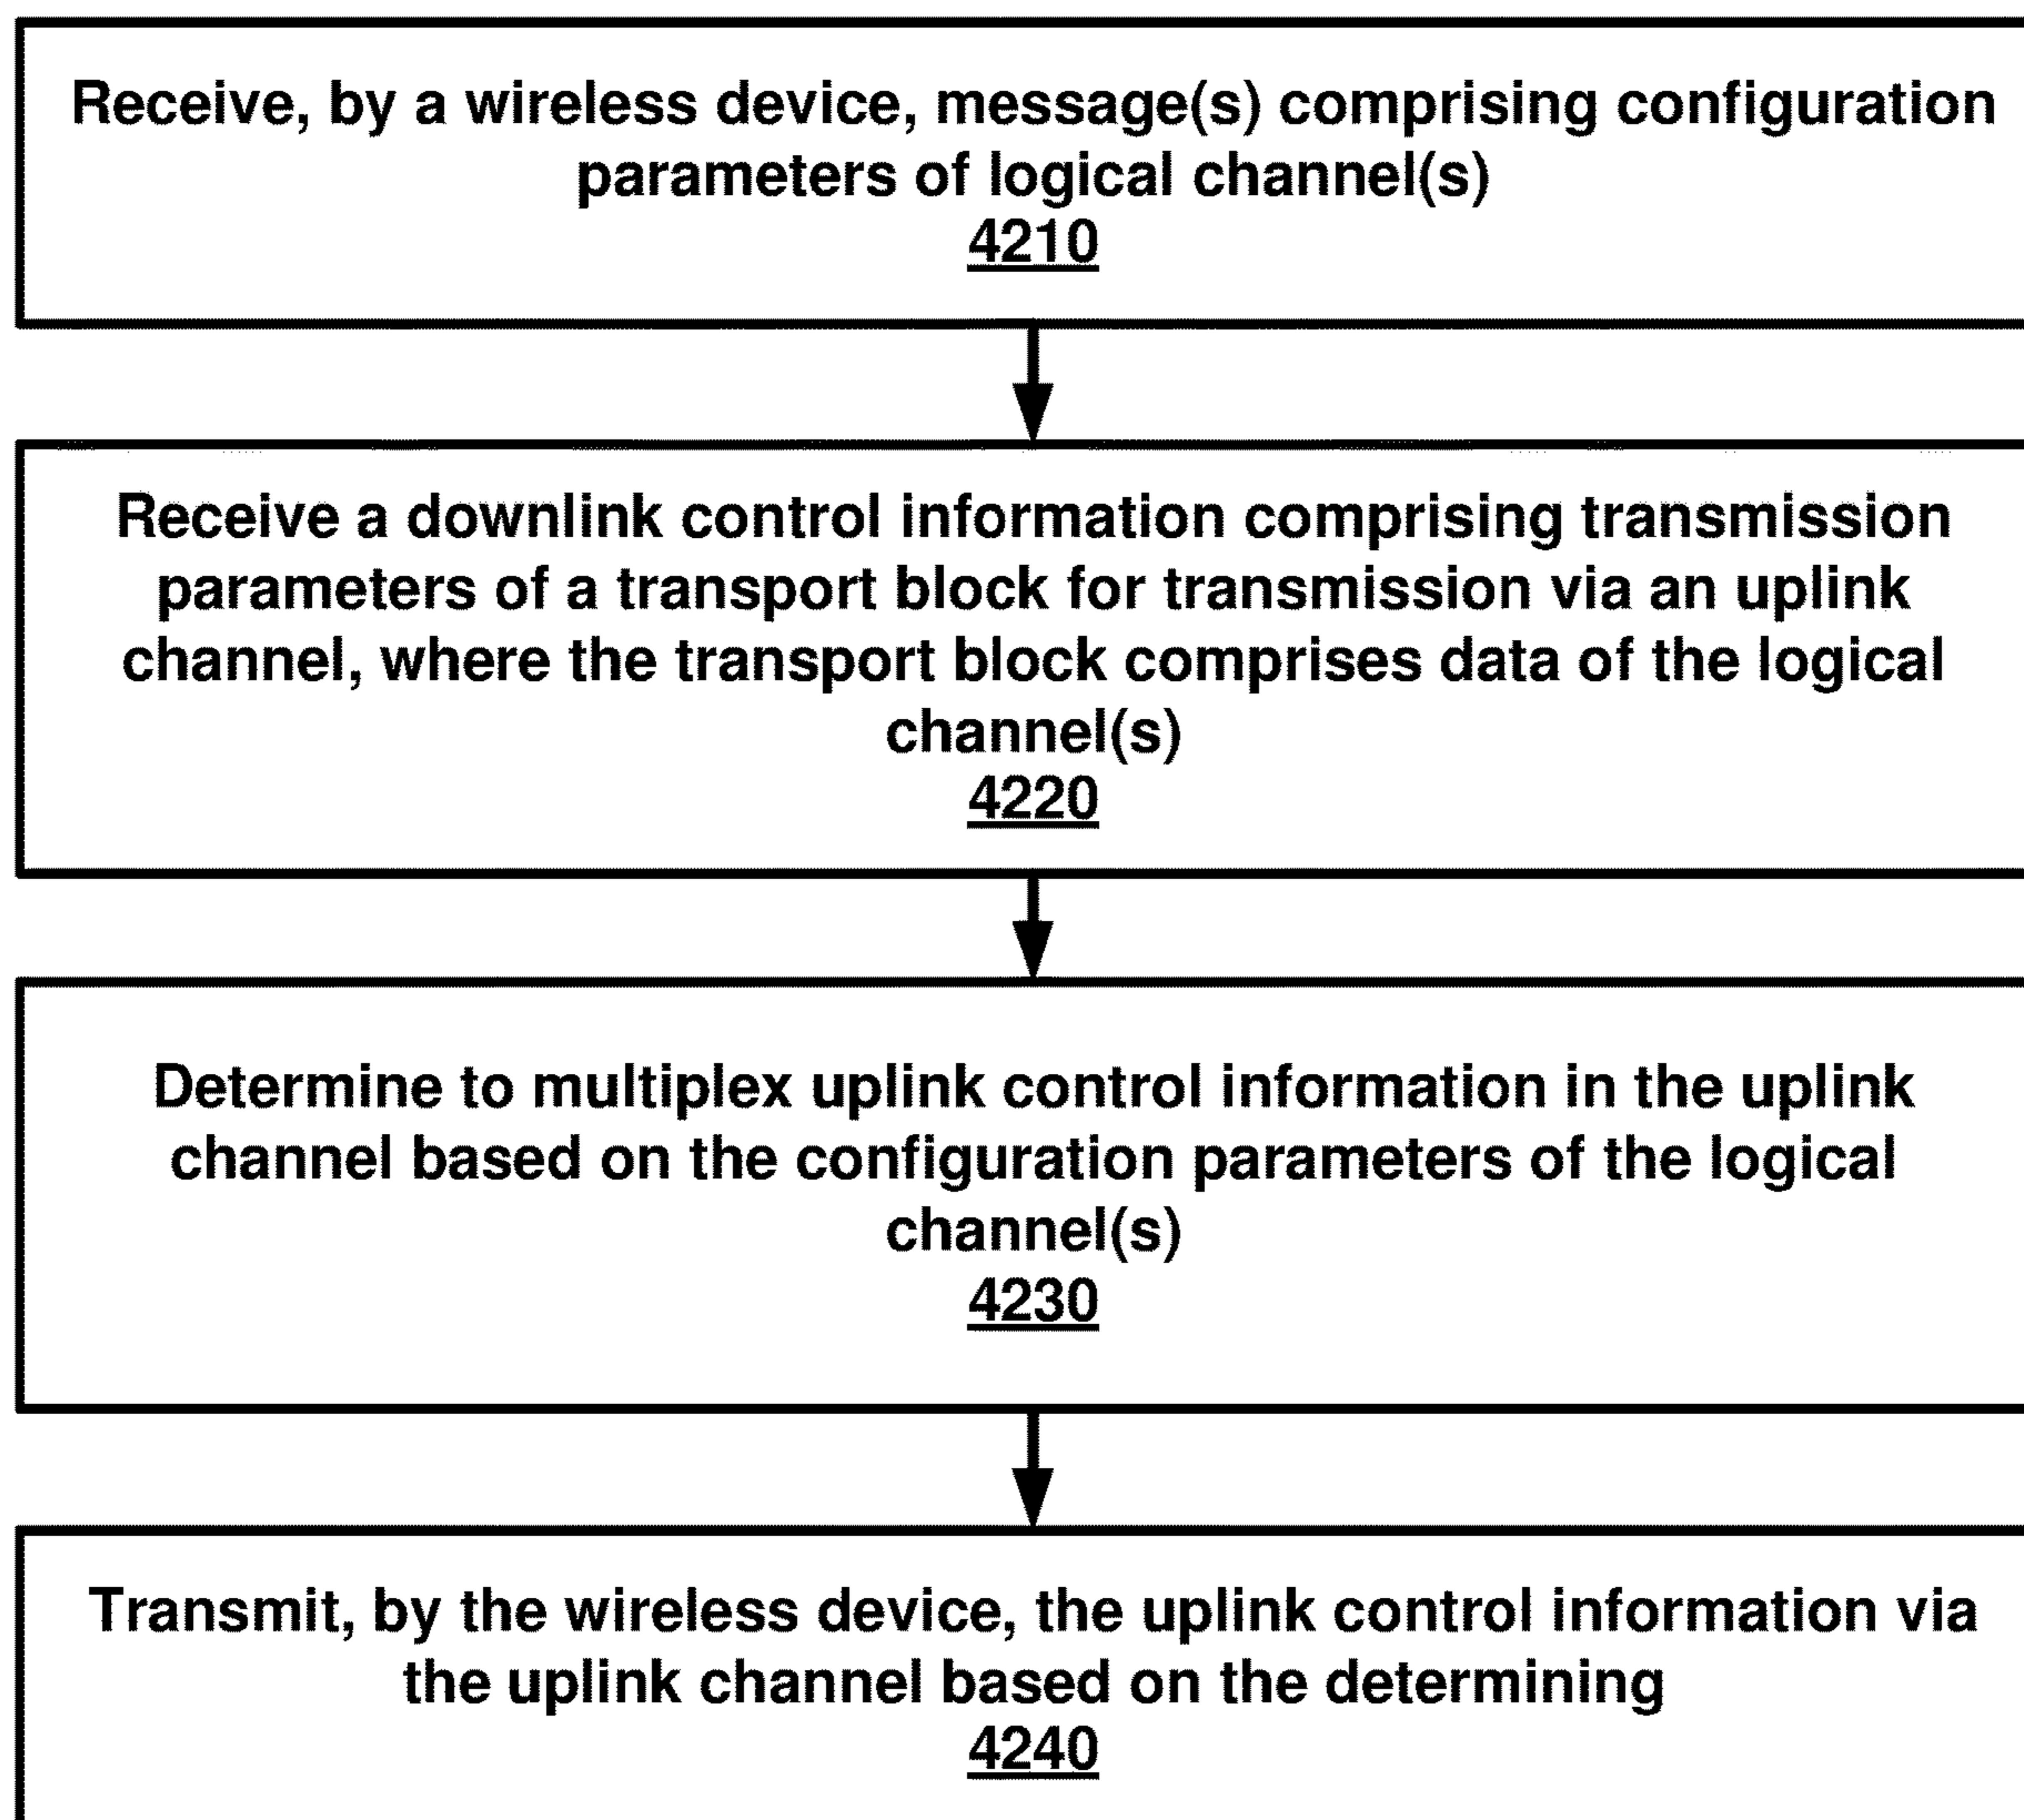 Receive, by a wireless device, message(s) comprising configuration
parameters of logical channel(s)
4210
Receive a downlink control information comprising transmission
parameters of a transport block for transmission via an uplink
channel, where the transport block comprises data of the logical
channel(s)
4220
Determine to multiplex uplink control information in the uplink
channel based on the configuration parameters of the logical
channel(s)
4230
Transmit, by the wireless device, the uplink control information via
the uplink channel based on the determining
4240